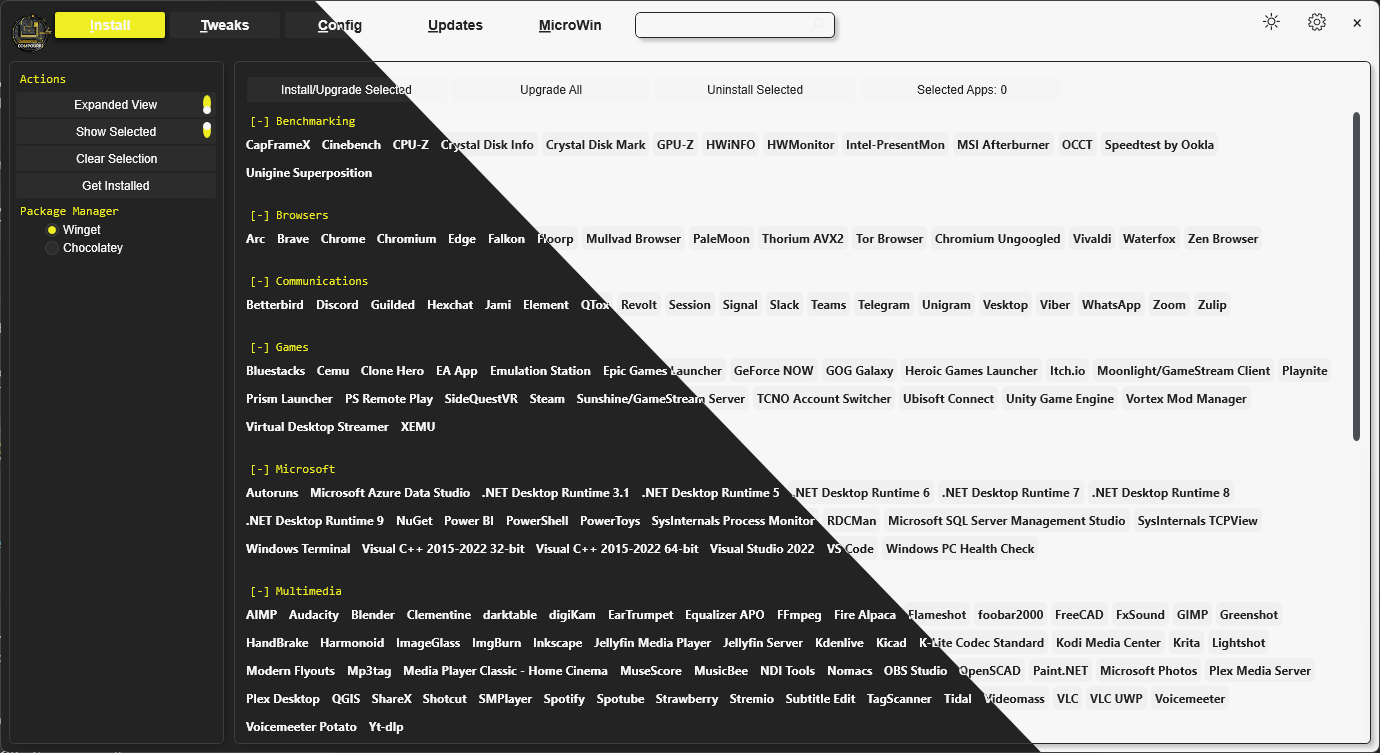 Install Tweaks Config Updates MicroWin
Actions
Expanded View
Show Selected
Clear Selection
Get Installed
Package Manager
Winget
Chocolatey
Install/Upgrade Selected Upgrade All Uninstall Selected Selected Apps: 0
[-] Benchmarking
CapFrameX Cinebench CPU-Z Crystal Disk Info Crystal Disk Mark GPU-Z HWiNFO HWMonitor Intel-PresentMon MSI Afterburner OCCT Speedtest by Ookla
Unigine Superposition
[-] Browsers
Arc Brave Chrome Chromium Edge Falkon Floorp Mullvad Browser PaleMoon Thorium AVX2 Tor Browser Chromium Ungoogled Vivaldi Waterfox Zen Browser
[-] Communications
Betterbird Discord Guilded Hexchat Jami Element QTox Revolt Session Signal Slack Teams Telegram Unigram Vesktop Viber WhatsApp Zoom Zulip
[-] Games
Bluestacks Cemu Clone Hero EA App Emulation Station Epic Games Launcher GeForce NOW GOG Galaxy Heroic Games Launcher Itch.io Moonlight/GameStream Client Playnite
Prism Launcher PS Remote Play SideQuestVR Steam Sunshine/GameStream Server TCNO Account Switcher Ubisoft Connect Unity Game Engine Vortex Mod Manager
Virtual Desktop Streamer XEMU
[-] Microsoft
Autoruns Microsoft Azure Data Studio .NET Desktop Runtime 3.1 .NET Desktop Runtime 5 .NET Desktop Runtime 6 .NET Desktop Runtime 7 .NET Desktop Runtime 8
.NET Desktop Runtime 9 NuGet Power BI PowerShell PowerToys SysInternals Process Monitor RDCMan Microsoft SQL Server Management Studio SysInternals TCPView
Windows Terminal Visual C++ 2015-2022 32-bit Visual C++ 2015-2022 64-bit Visual Studio 2022 VS Code Windows PC Health Check
[-] Multimedia
AIMP Audacity Blender Clementine darktable digiKam EarTrumpet Equalizer APO FFmpeg Fire Alpaca Flameshot foobar2000 FreeCAD FxSound GIMP Greenshot
HandBrake Harmonoid ImageGlass ImgBurn Inkscape Jellyfin Media Player Jellyfin Server Kdenlive Kicad K-Lite Codec Standard Kodi Media Center Krita Lightshot
Modern Flyouts Mp3tag Media Player Classic - Home Cinema MuseScore MusicBee NDI Tools Nomacs OBS Studio OpenSCAD Paint.NET Microsoft Photos Plex Media Server
Plex Desktop QGIS ShareX Shotcut SMPlayer Spotify Spotube Strawberry Stremio Subtitle Edit TagScanner Tidal Videomass VLC VLC UWP Voicemeeter
Voicemeeter Potato Yt-dlp